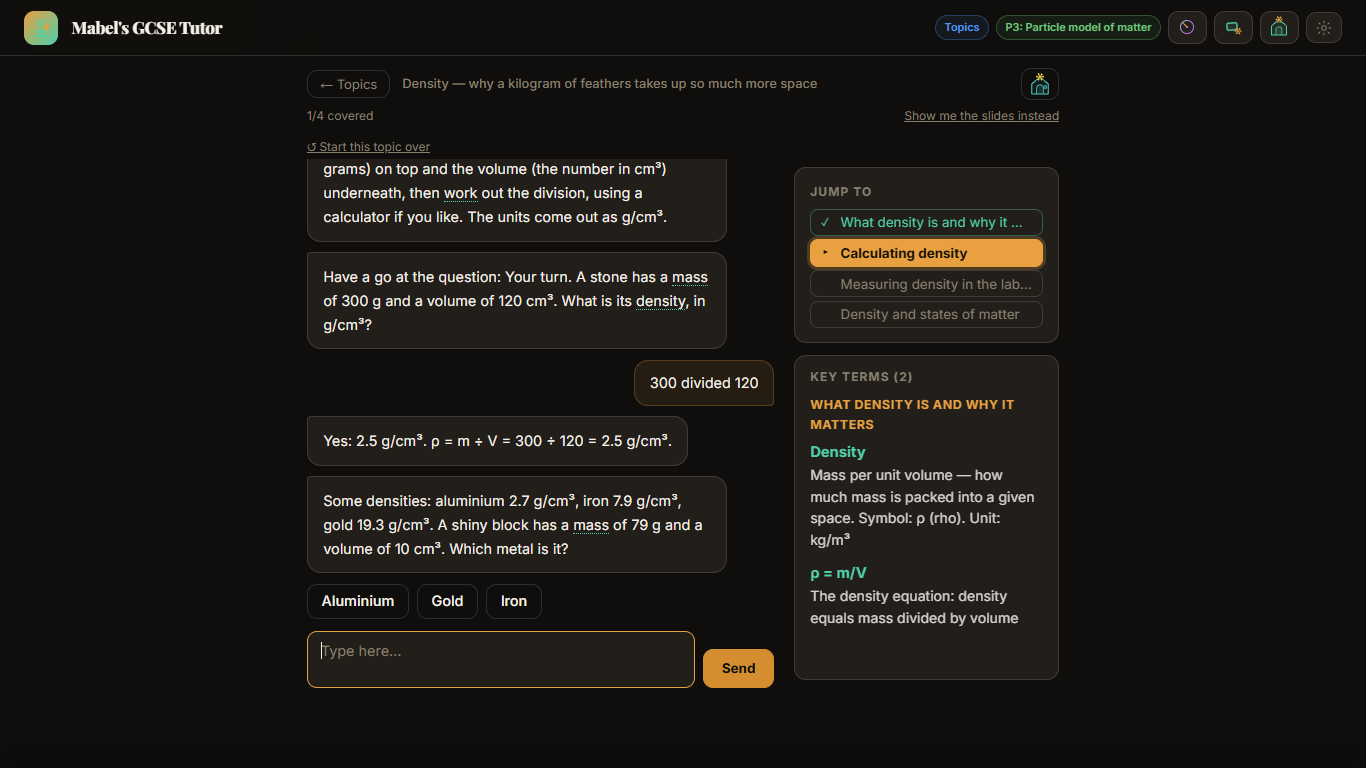 Mabel's GCSE Tutor
Topics
P3: Particle model of matter
← Topics
Density — why a kilogram of feathers takes up so much more space
1/4 covered
Show me the slides instead
↺ Start this topic over
grams) on top and the volume (the number in cm³)
underneath, then work out the division, using a
calculator if you like. The units come out as g/cm³.
Have a go at the question: Your turn. A stone has a mass
of 300 g and a volume of 120 cm³. What is its density, in
g/cm³?
300 divided 120
Yes: 2.5 g/cm³. ρ = m ÷ V = 300 ÷ 120 = 2.5 g/cm³.
Some densities: aluminium 2.7 g/cm³, iron 7.9 g/cm³,
gold 19.3 g/cm³. A shiny block has a mass of 79 g and a
volume of 10 cm³. Which metal is it?
Aluminium
Gold
Iron
Type here...
Send
JUMP TO
✓ What density is and why it ...
‣ Calculating density
Measuring density in the lab...
Density and states of matter
KEY TERMS (2)
WHAT DENSITY IS AND WHY IT
MATTERS
Density
Mass per unit volume — how
much mass is packed into a given
space. Symbol: ρ (rho). Unit:
kg/m³
ρ = m/V
The density equation: density
equals mass divided by volume